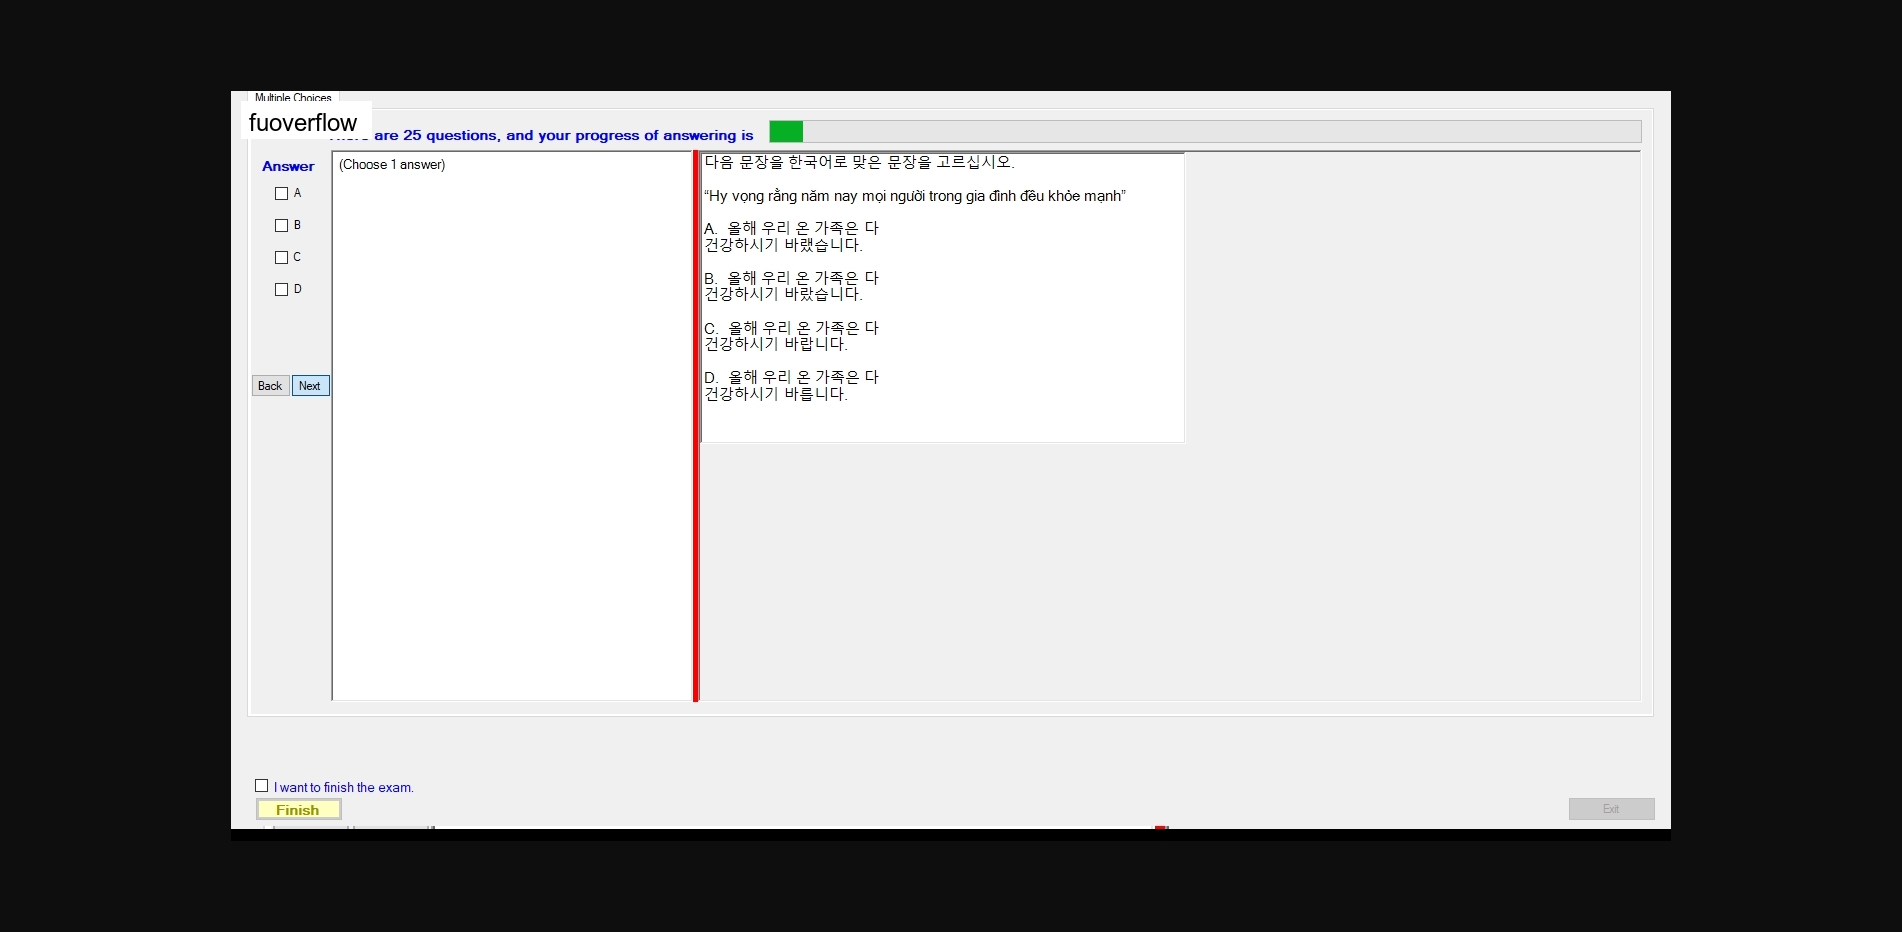 Multiple Choices
fuoverflow
are 25 questions, and your progress of answering is
Answer
(Choose 1 answer)
A
B
C
D
Back
Next
다음 문장을 한국어로 맞은 문장을 고르십시오.
“Hy vọng rằng năm nay mọi người trong gia đình đều khỏe mạnh”
A. 올해 우리 온 가족은 다
건강하시기 바랬습니다.
B. 올해 우리 온 가족은 다
건강하시기 바랐습니다.
C. 올해 우리 온 가족은 다
건강하시기 바랍니다.
D. 올해 우리 온 가족은 다
건강하시기 바릅니다.
I want to finish the exam.
Finish
Exit